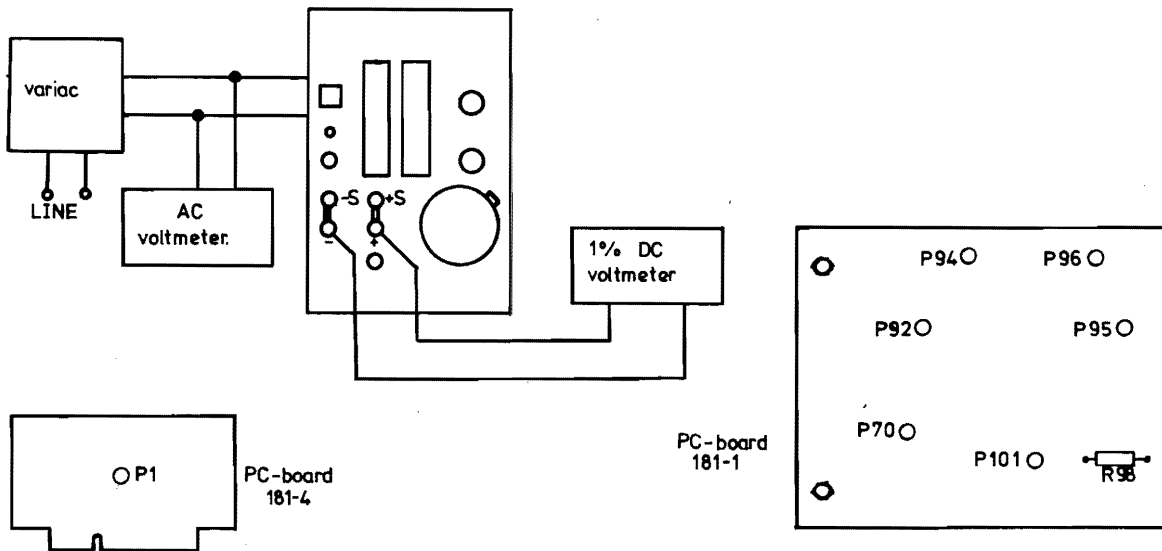 variac
LINE
AC
voltmeter.
-S
+S
-
+
1% DC
voltmeter
P94
P96
P92
P95
P70
P101
R98
PC-board
181-1
P1
PC-board
181-4